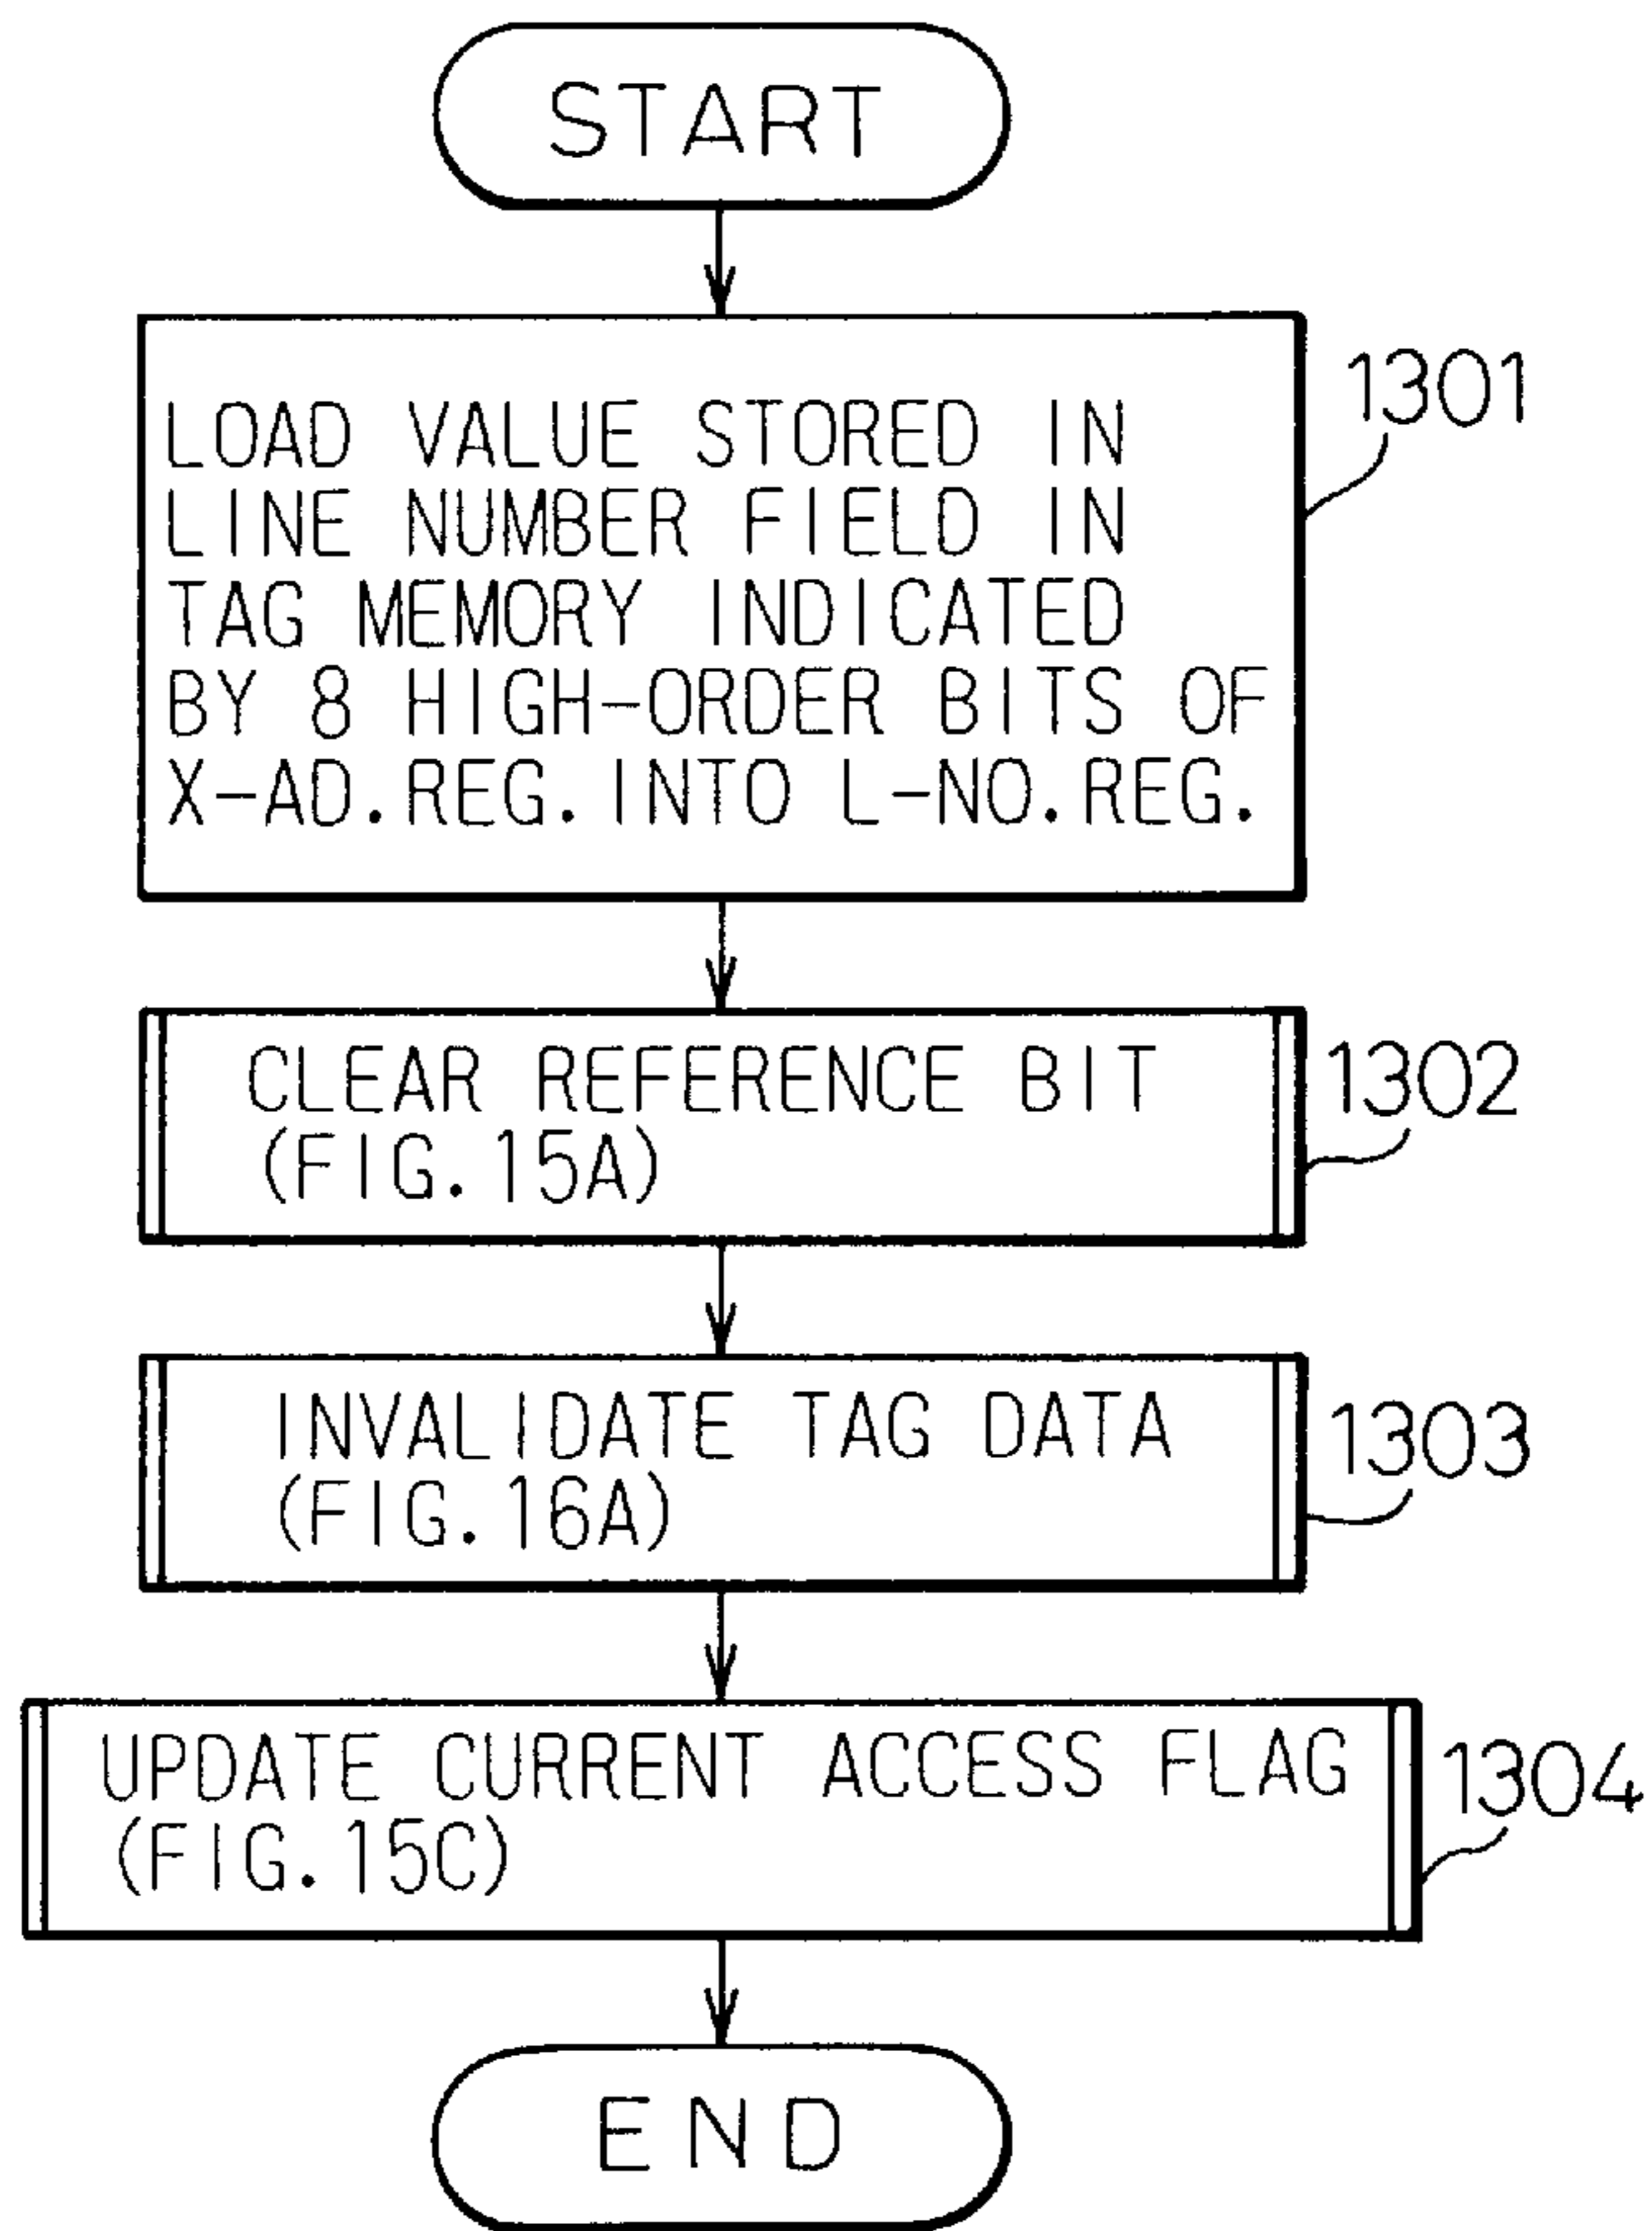 START
LOAD VALUE STORED IN
LINE NUMBER FIELD IN
TAG MEMORY INDICATED
BY 8 HIGH-ORDER BITS OF
X-AD.REG.INTO L-NO.REG.
1301
CLEAR REFERENCE BIT
(FIG.15A)
1302
INVALIDATE TAG DATA
(FIG.16A)
1303
UPDATE CURRENT ACCESS FLAG
(FIG.15C)
1304
END